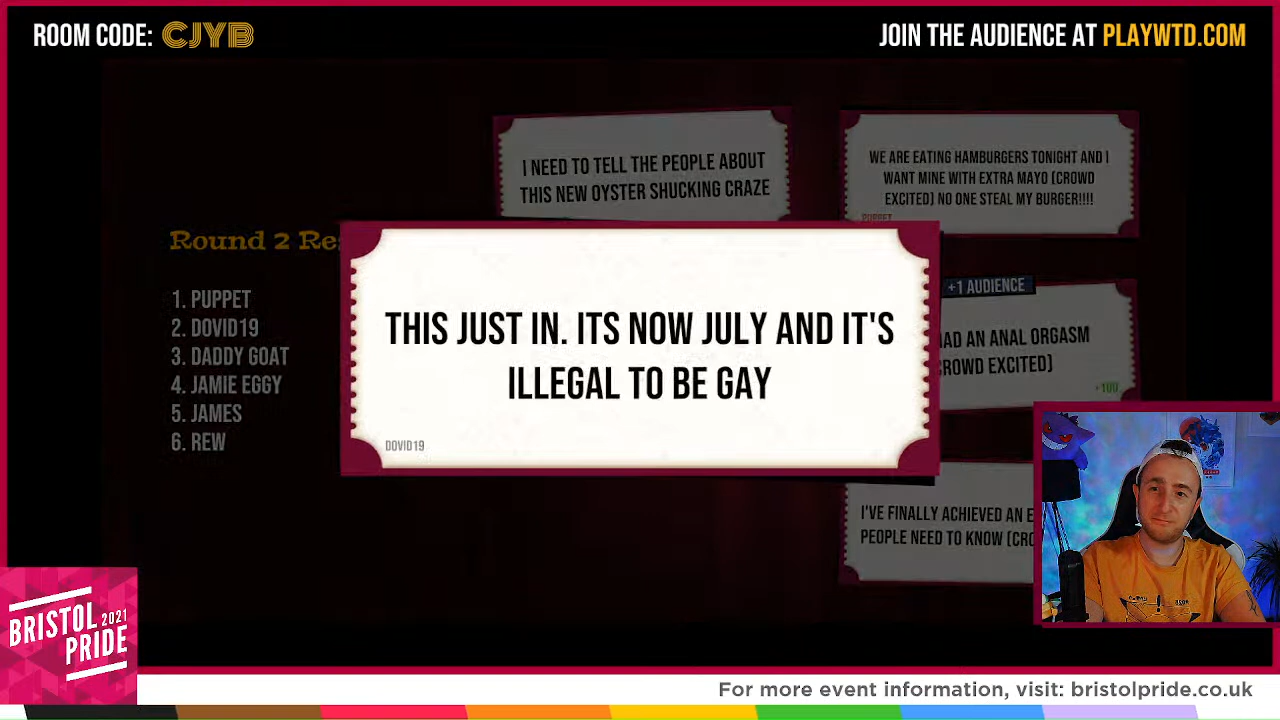 ROOM CODE: CJYB
JOIN THE AUDIENCE AT PLAYWTD.COM
I NEED TO TELL THE PEOPLE ABOUT
THIS NEW OYSTER SHUCKING CRAZE
WE ARE EATING HAMBURGERS TONIGHT AND I
WANT MINE WITH EXTRA MAYO (CROWD
EXCITED) NO ONE STEAL MY BURGER!!!!
PUPPET
Round 2 Re
1. PUPPET
2. DOVID19
3. DADDY GOAT
4. JAMIE EGGY
5. JAMES
6. REW
THIS JUST IN. ITS NOW JULY AND IT'S
ILLEGAL TO BE GAY
DOVID19
+1 AUDIENCE
AN ANAL ORGASM
CROWD EXCITED)
+100
I'VE FINALLY ACHIEVED AN
PEOPLE NEED TO KNOW
BRISTOL 2021
PRIDE
For more event information, visit: bristolpride.co.uk